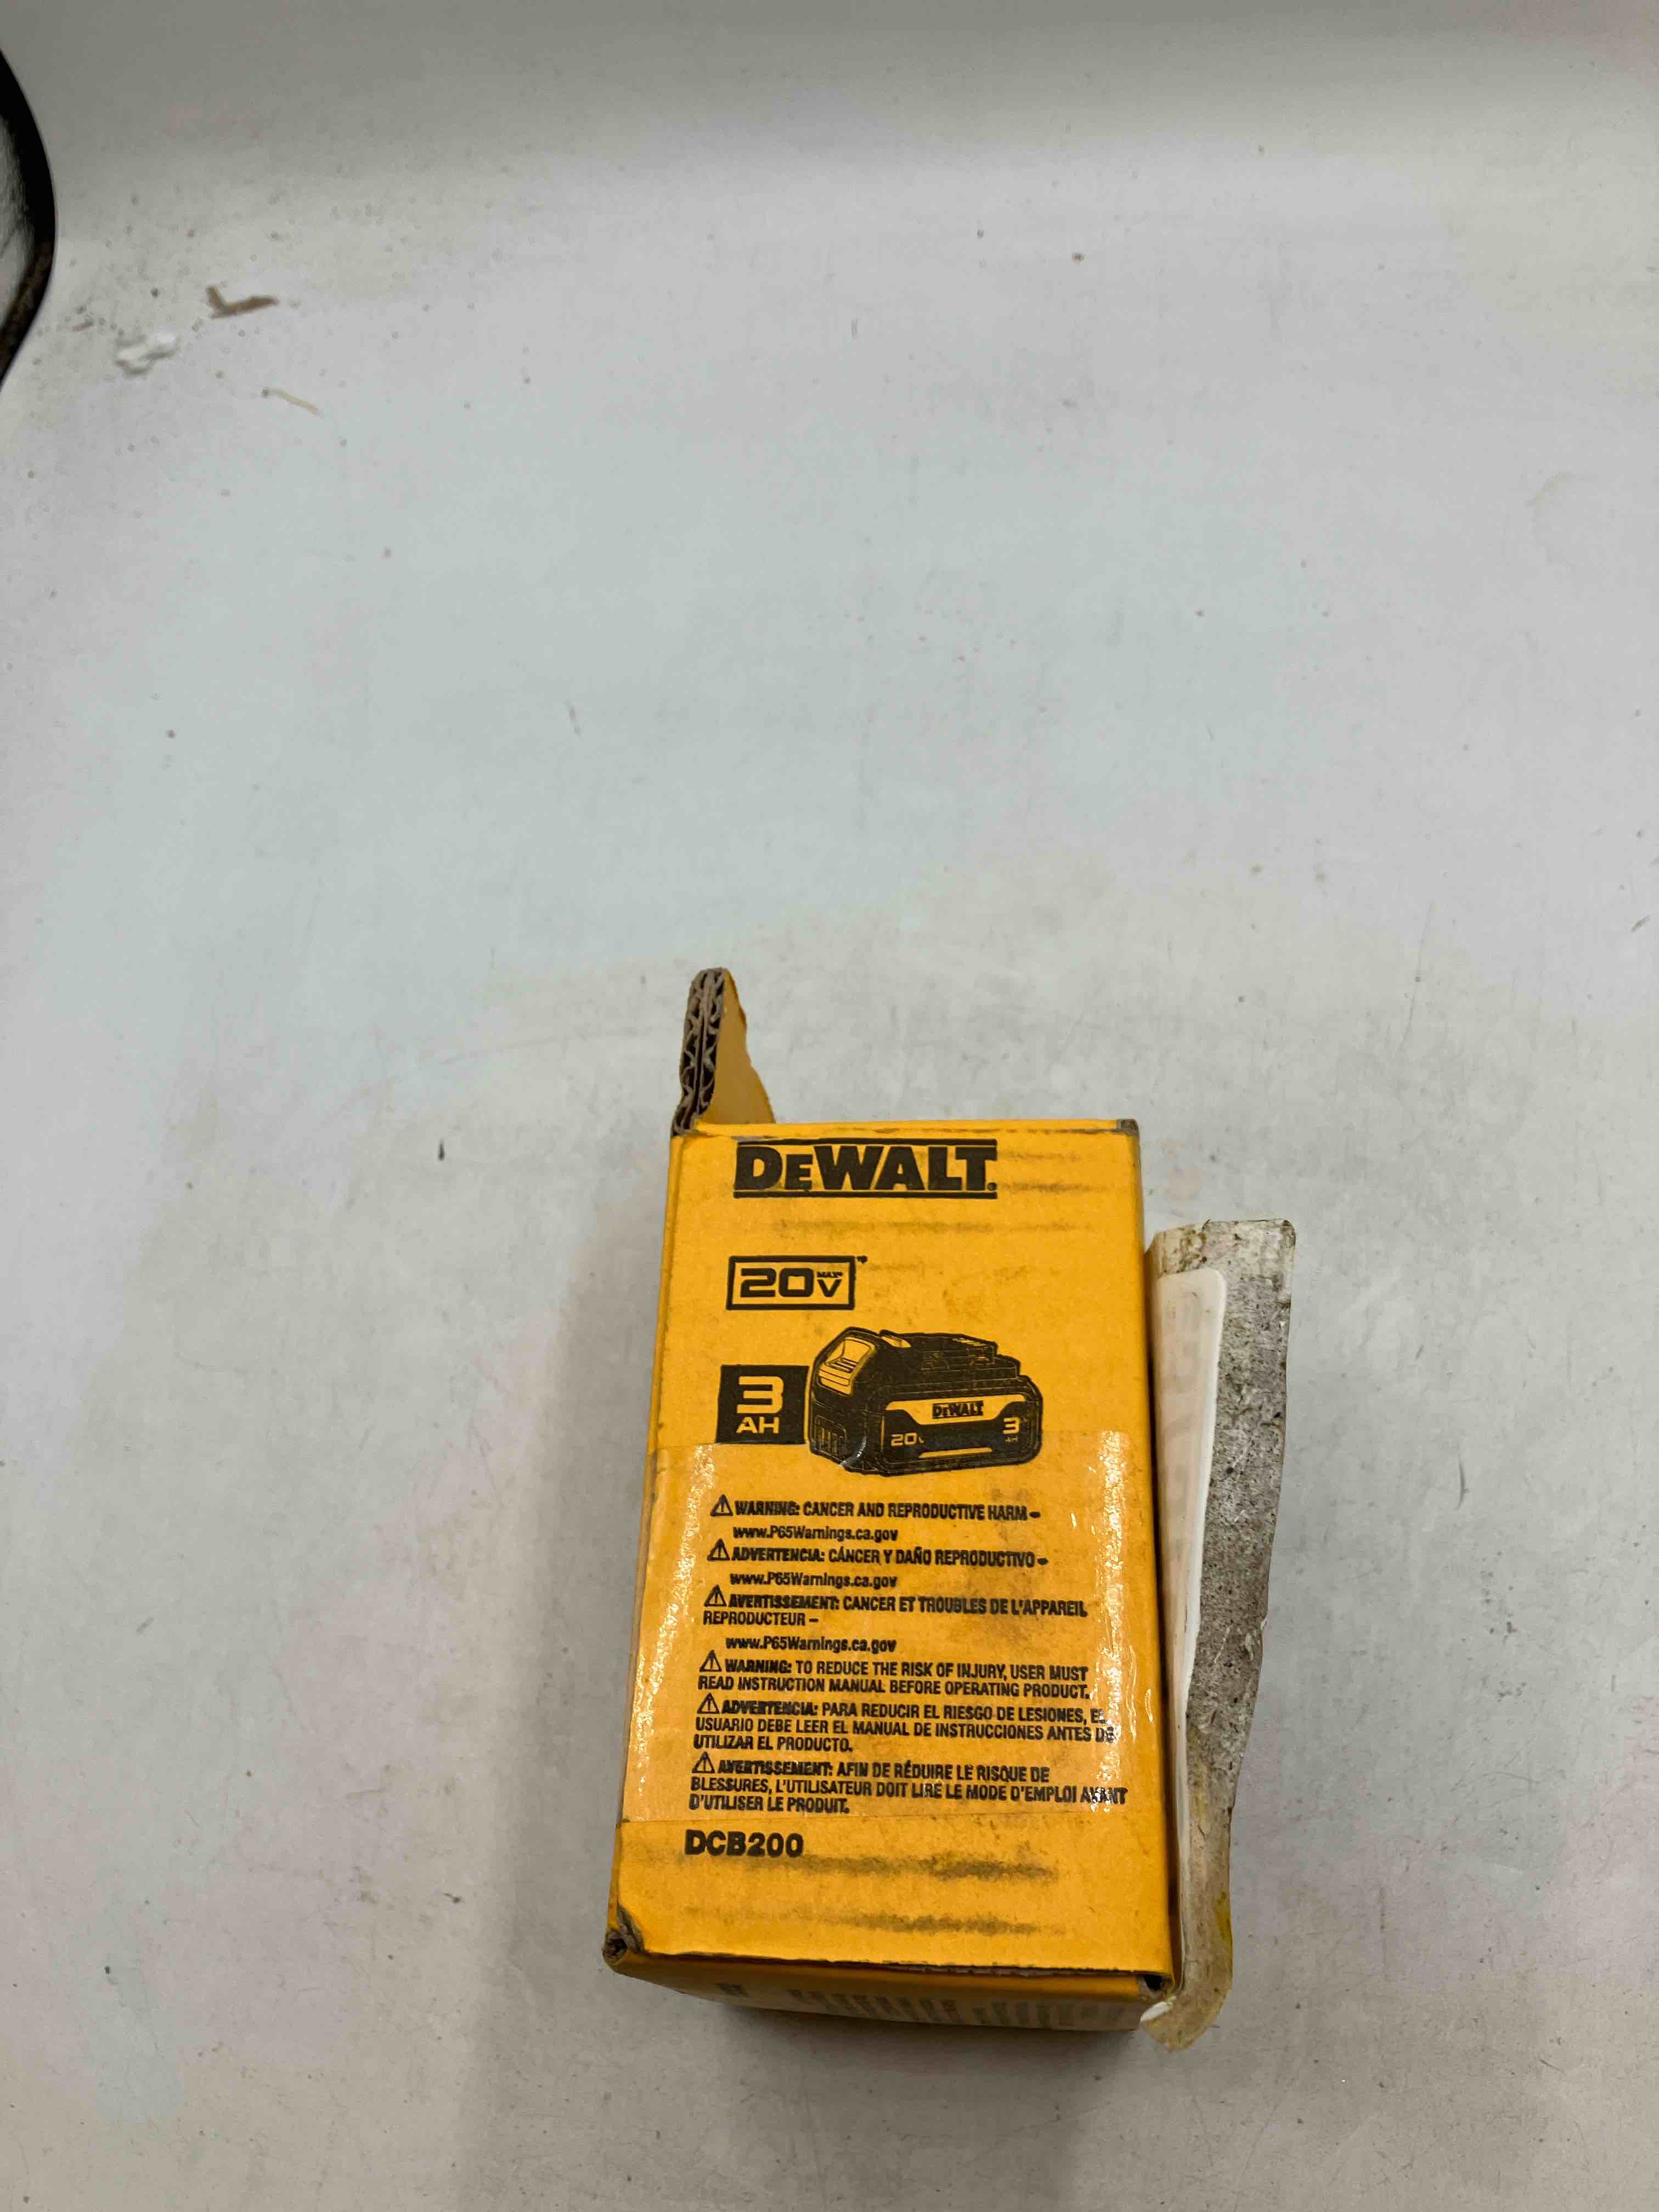 DEWALT
20V MAX*
3
AH
DEWALT
20V
3
AH
WARNING: CANCER AND REPRODUCTIVE HARM –
www.P65Warnings.ca.gov
ADVERTENCIA: CÁNCER Y DAÑO REPRODUCTIVO –
www.P65Warnings.ca.gov
AVERTISSEMENT: CANCER ET TROUBLES DE L'APPAREIL
REPRODUCTEUR –
www.P65Warnings.ca.gov
WARNING: TO REDUCE THE RISK OF INJURY, USER MUST
READ INSTRUCTION MANUAL BEFORE OPERATING PRODUCT.
ADVERTENCIA: PARA REDUCIR EL RIESGO DE LESIONES, EL
USUARIO DEBE LEER EL MANUAL DE INSTRUCCIONES ANTES DE
UTILIZAR EL PRODUCTO.
AVERTISSEMENT: AFIN DE RÉDUIRE LE RISQUE DE
BLESSURES, L'UTILISATEUR DOIT LIRE LE MODE D'EMPLOI AVANT
D'UTILISER LE PRODUIT.
DCB200